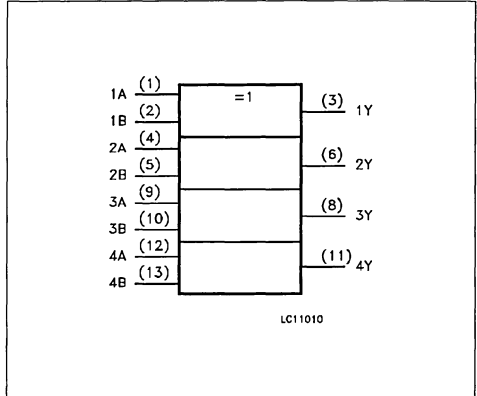 (1)
1A
=1
(3) 1Y
(2)
1B
(4)
2A
(6) 2Y
(5)
2B
(9)
3A
(8) 3Y
(10)
3B
(12)
4A
(11) 4Y
(13)
4B
LC11010